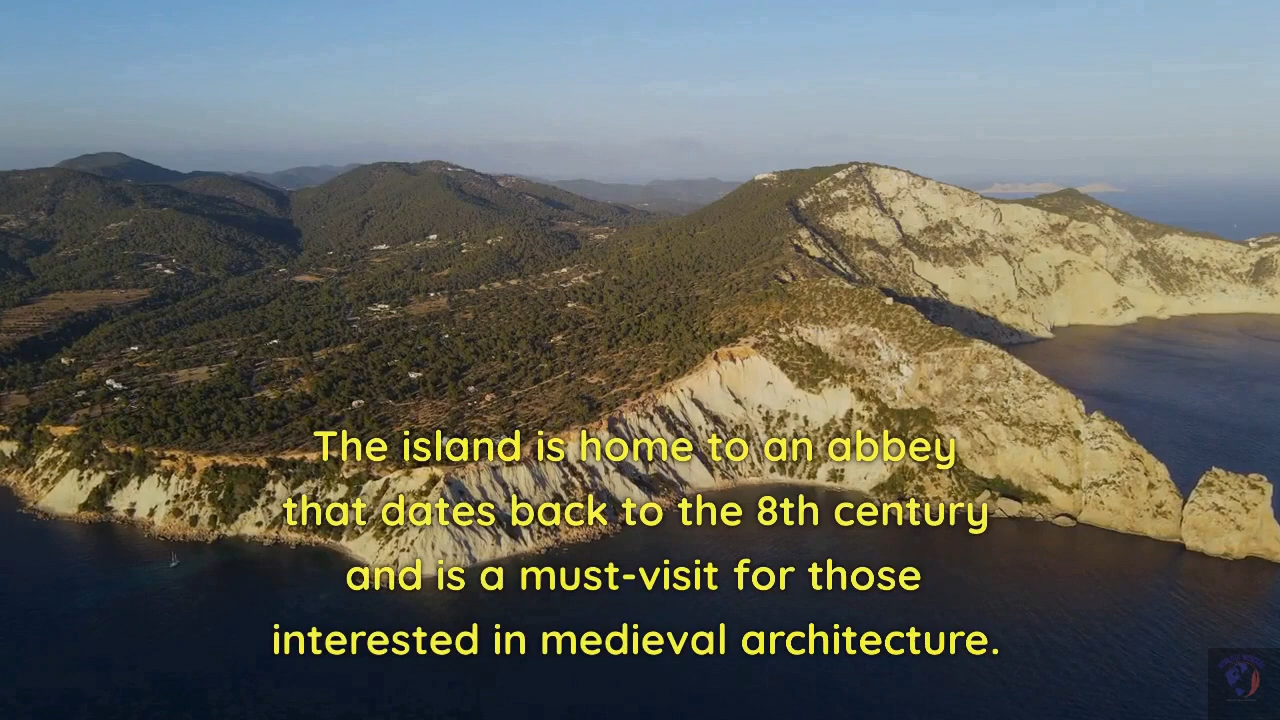 The island is home to an abbey
that dates back to the 8th century
and is a must-visit for those
interested in medieval architecture.